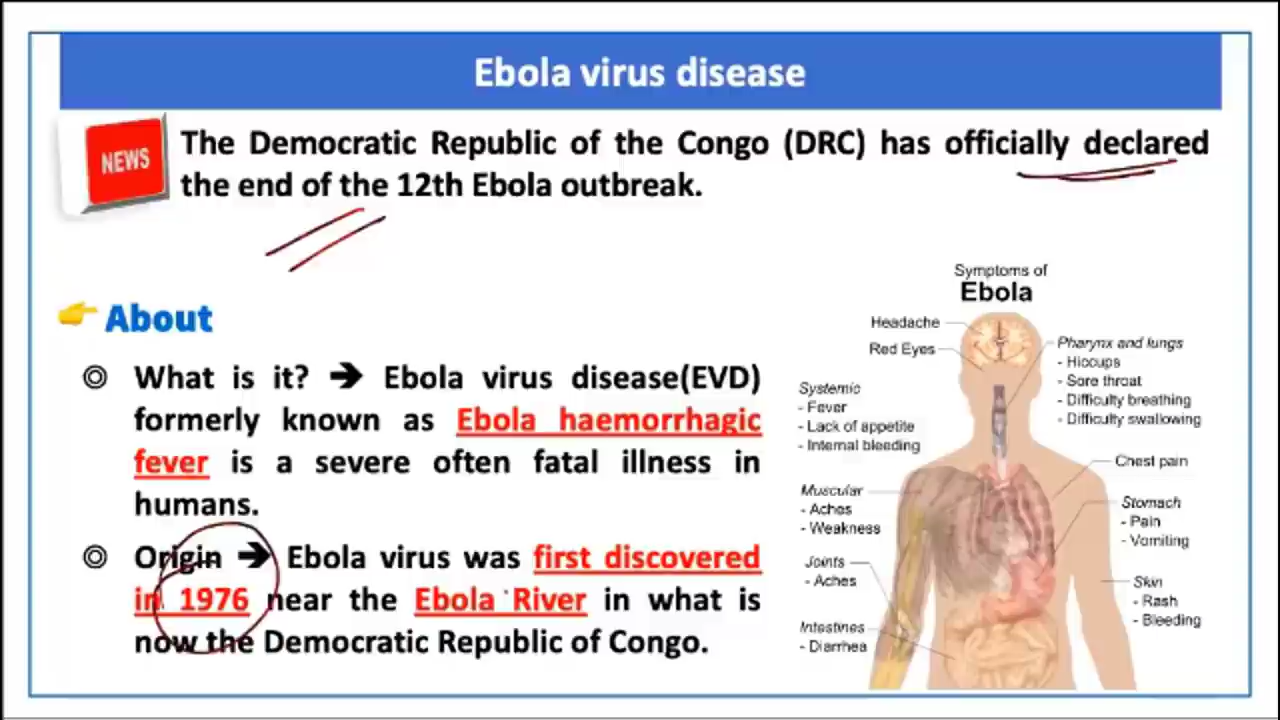 Ebola virus disease
NEWS
The Democratic Republic of the Congo (DRC) has officially declared
the end of the 12th Ebola outbreak.
About
What is it? ➔ Ebola virus disease(EVD)
formerly known as Ebola haemorrhagic
fever is a severe often fatal illness in
humans.
Origin ➔ Ebola virus was first discovered
in 1976 near the Ebola River in what is
now the Democratic Republic of Congo.
Symptoms of
Ebola
Headache
Red Eyes
Systemic
- Fever
- Lack of appetite
- Internal bleeding
Muscular
- Aches
- Weakness
Joints
- Aches
Intestines
- Diarrhea
Pharynx and lungs
- Hiccups
- Sore throat
- Difficulty breathing
- Difficulty swallowing
Chest pain
Stomach
- Pain
- Vomiting
Skin
- Rash
- Bleeding